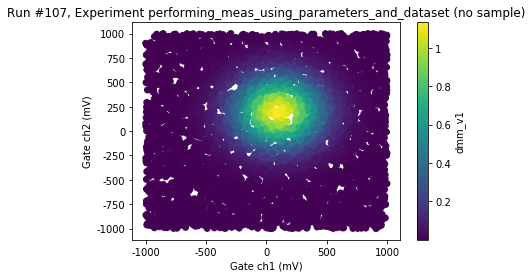 Run #107, Experiment performing_meas_using_parameters_and_dataset (no sample)
1000
750
500
250
0
-250
-500
-750
-1000
Gate ch2 (mV)
-1000 -500 0 500 1000
Gate ch1 (mV)
1
0.8
0.6
0.4
0.2
dmm_v1